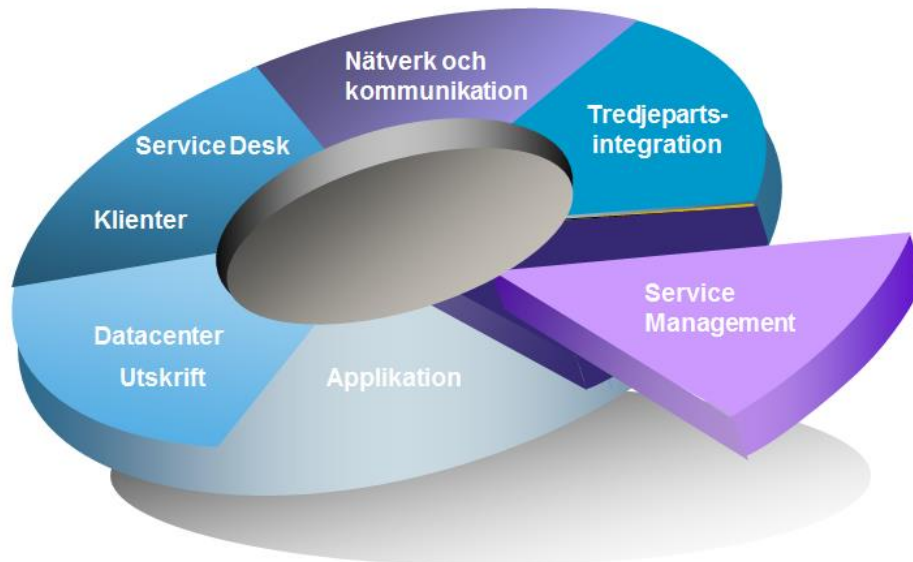 Nätverk och
kommunikation
Tredjeparts-
integration
Service Desk
Klienter
Service
Management
Datacenter
Utskrift
Applikation